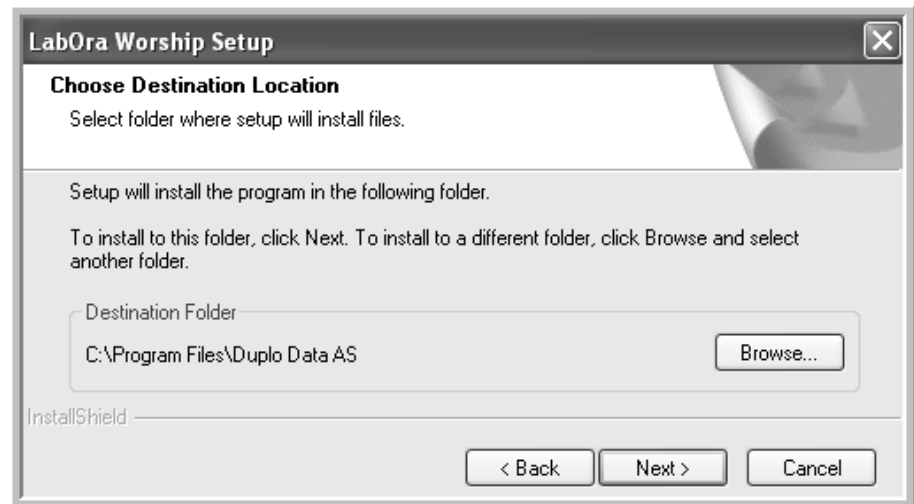 LabOra Worship Setup
Choose Destination Location
Select folder where setup will install files.
Setup will install the program in the following folder.
To install to this folder, click Next. To install to a different folder, click Browse and select
another folder.
Destination Folder
C:\Program Files\Duplo Data AS
Browse...
InstallShield
< Back
Next >
Cancel